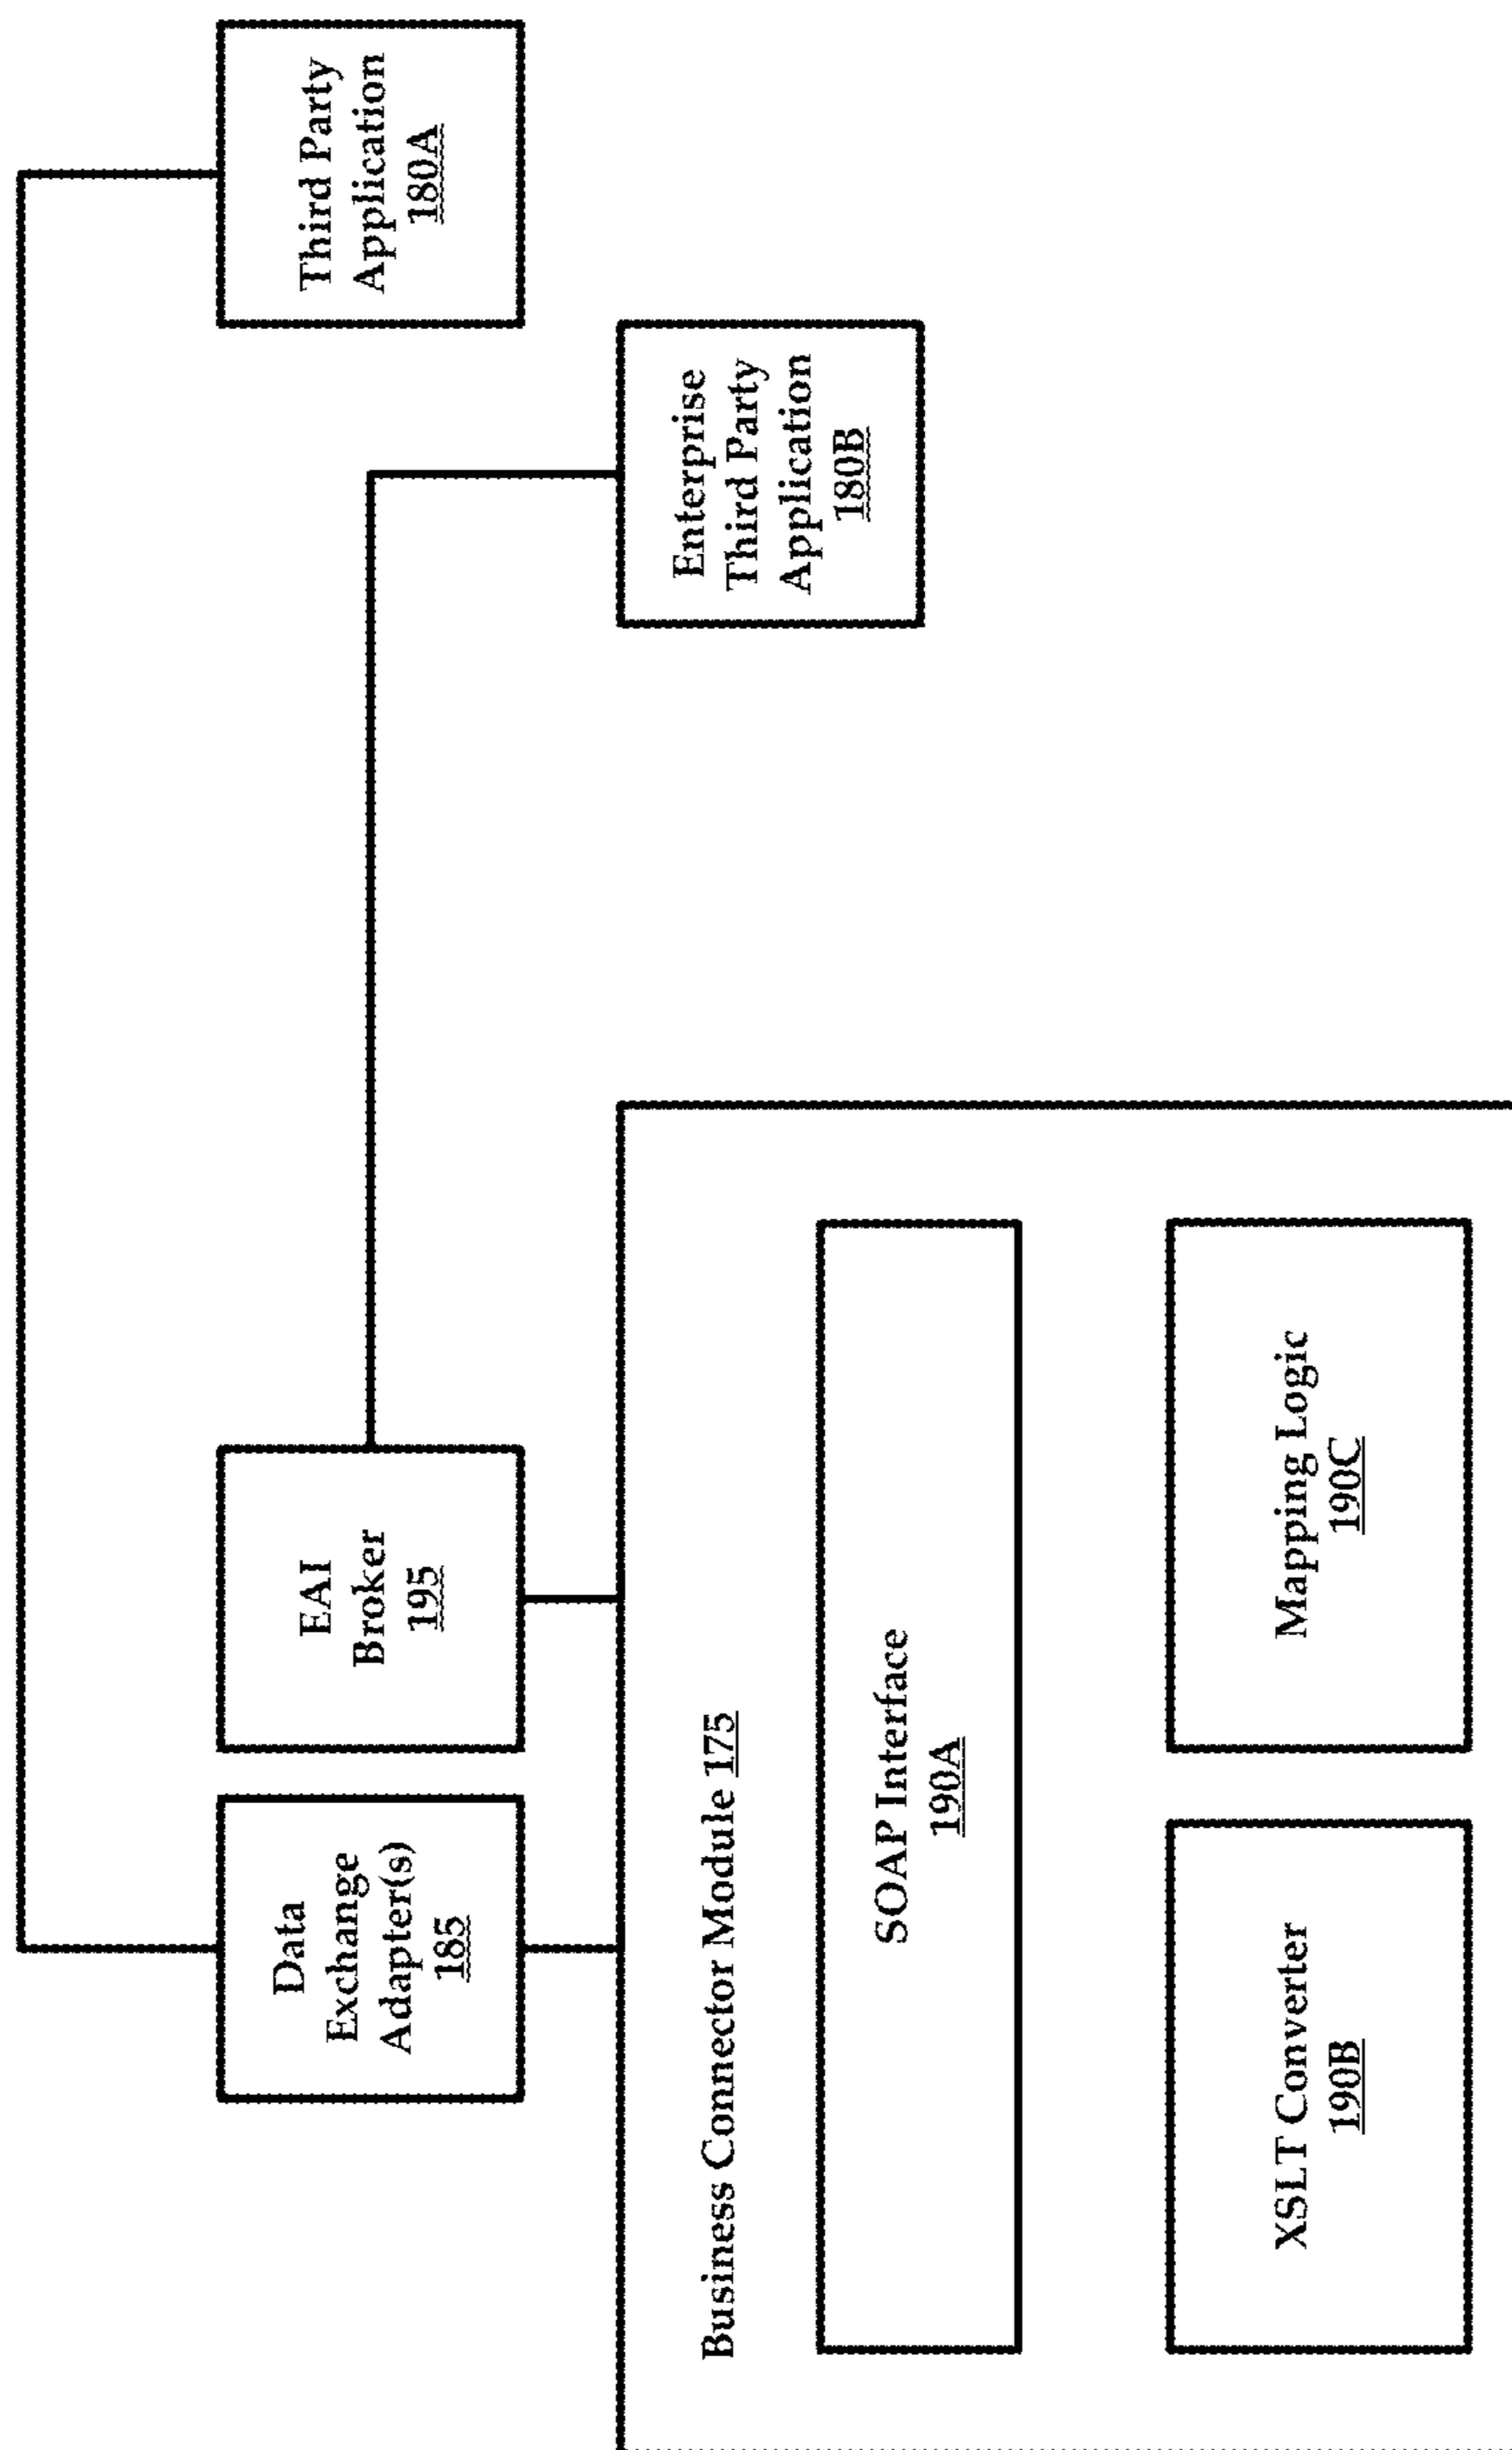 Data
Exchange
Adapter(s)
185
EAI
Broker
195
Third Party
Application
180A
Enterprise
Third Party
Application
180B
Business Connector Module 175
SOAP Interface
190A
XSLT Converter
190B
Mapping Logic
190C